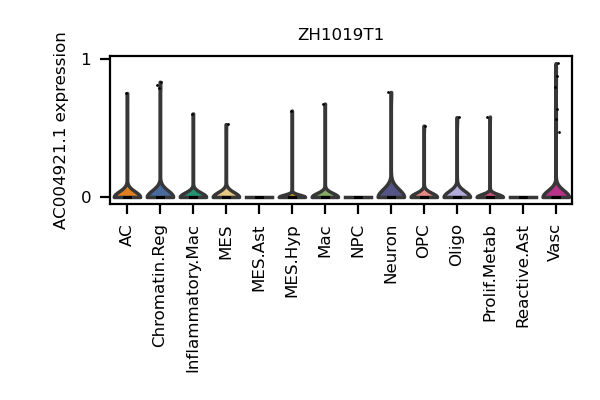 ZH1019T1
AC004921.1 expression
1
0
AC
Chromatin.Reg
Inflammatory.Mac
MES
MES.Ast
MES.Hyp
Mac
NPC
Neuron
OPC
Oligo
Prolif.Metab
Reactive.Ast
Vasc